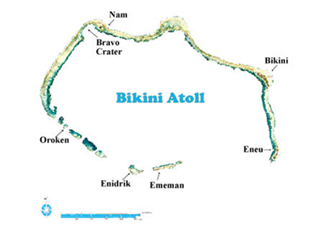 Nam
Bravo
Crater
Bikini
Bikini Atoll
Oroken
Eneu
Enidrik
Ememan